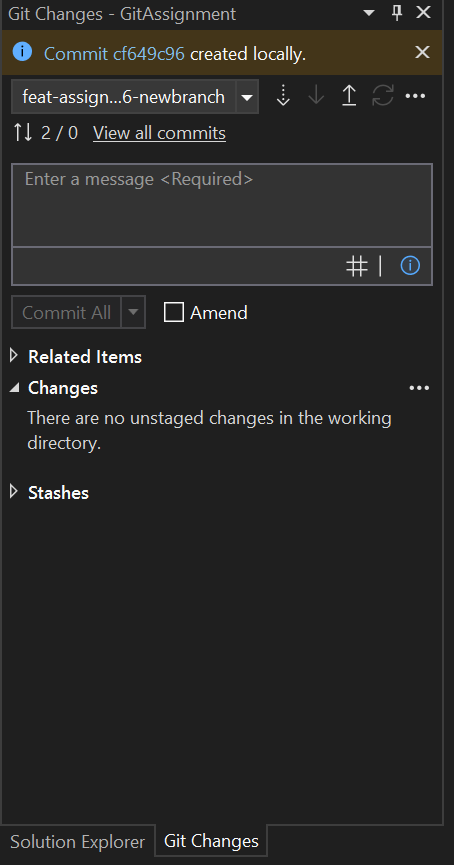 Git Changes - GitAssignment
Commit cf649c96 created locally.
feat-assign...6-newbranch
2 / 0 View all commits
Enter a message <Required>
Commit All Amend
Related Items
Changes
There are no unstaged changes in the working
directory.
Stashes
Solution Explorer Git Changes